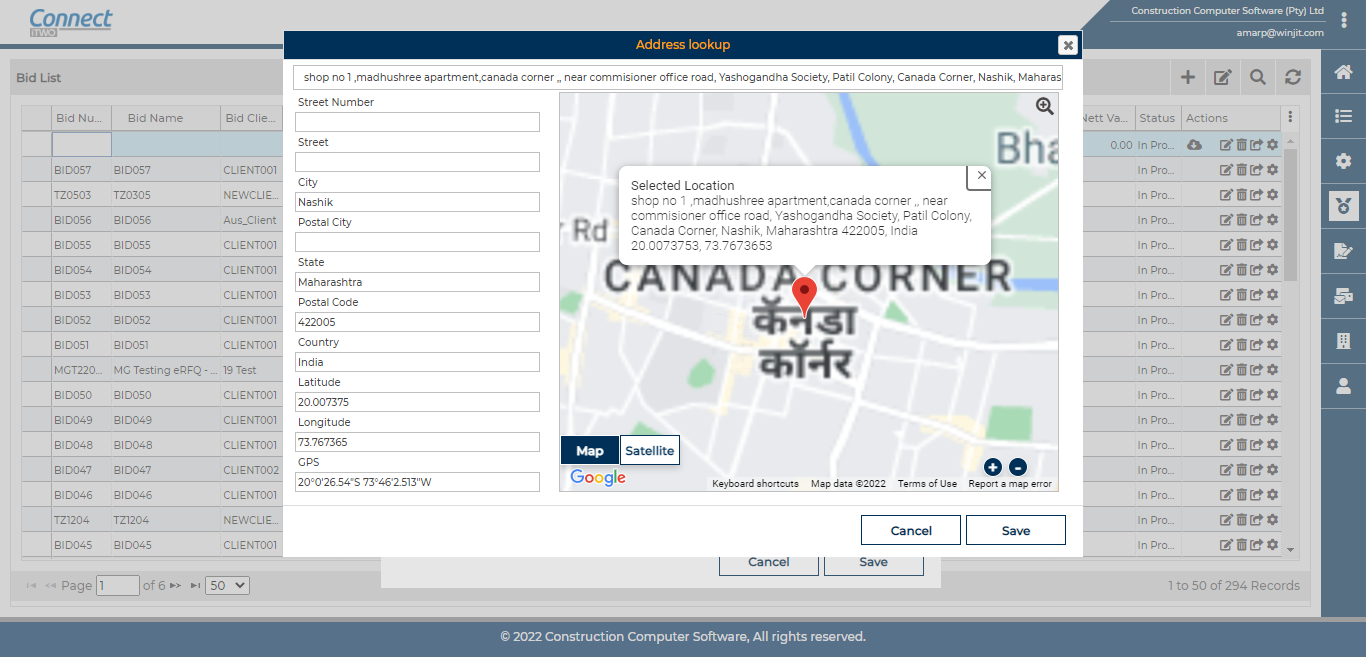 Connect
iTWO
Construction Computer Software (Pty) Ltd
amarp@winjit.com
Address lookup
shop no 1 ,madhushree apartment,canada corner ,, near commisioner office road, Yashogandha Society, Patil Colony, Canada Corner, Nashik, Maharas
Bid List
Street Number
Street
City
Nashik
Postal City
State
Maharashtra
Postal Code
422005
Country
India
Latitude
20.007375
Longitude
73.767365
GPS
20°0'26.54"S 73°46'2.513"W
Selected Location
shop no 1 ,madhushree apartment,canada corner ,, near
commisioner office road, Yashogandha Society, Patil Colony,
Canada Corner, Nashik, Maharashtra 422005, India
20.0073753, 73.7673653
Bha
r Rd
CANADA CORNER
कॅनडा
कॉर्नर
Map Satellite
Google
Keyboard shortcuts Map data ©2022 Terms of Use Report a map error
Cancel Save
Bid Nu... Bid Name Bid Clie... Nett Va... Status Actions
0.00 In Pro...
BID057 BID057 CLIENT001 In Pro...
TZ0503 TZ0305 NEWCLIE... In Pro...
BID056 BID056 Aus_Client In Pro...
BID055 BID055 CLIENT001 In Pro...
BID054 BID054 CLIENT001 In Pro...
BID053 BID053 CLIENT001 In Pro...
BID052 BID052 CLIENT001 In Pro...
BID051 BID051 CLIENT001 In Pro...
MGT220... MG Testing eRFQ - ... 19 Test In Pro...
BID050 BID050 CLIENT001 In Pro...
BID049 BID049 CLIENT001 In Pro...
BID048 BID048 CLIENT001 In Pro...
BID047 BID047 CLIENT002 In Pro...
BID046 BID046 CLIENT001 In Pro...
TZ1204 TZ1204 NEWCLIE... In Pro...
BID045 BID045 CLIENT001 In Pro...
Cancel Save
Page 1 of 6 50 1 to 50 of 294 Records
© 2022 Construction Computer Software, All rights reserved.